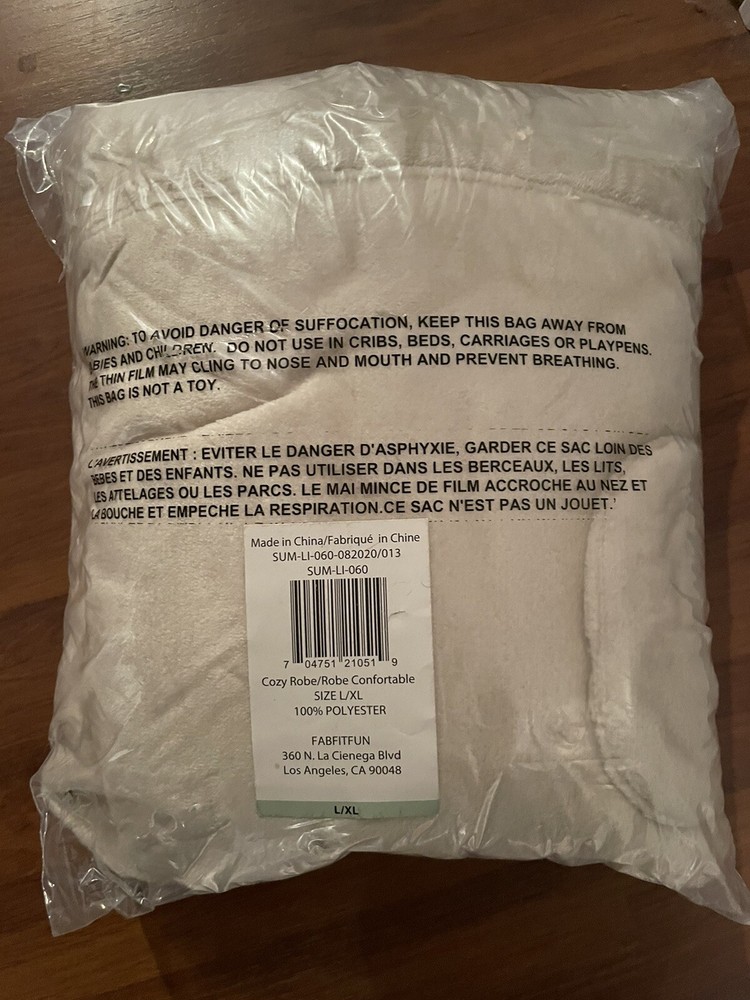 WARNING: TO AVOID DANGER OF SUFFOCATION, KEEP THIS BAG AWAY FROM
BABIES AND CHILDREN. DO NOT USE IN CRIBS, BEDS, CARRIAGES OR PLAYPENS.
THE THIN FILM MAY CLING TO NOSE AND MOUTH AND PREVENT BREATHING.
THIS BAG IS NOT A TOY.
L'AVERTISSEMENT : EVITER LE DANGER D'ASPHYXIE, GARDER CE SAC LOIN DES
BEBES ET DES ENFANTS. NE PAS UTILISER DANS LES BERCEAUX, LES LITS,
LES ATTELAGES OU LES PARCS. LE MAI MINCE DE FILM ACCROCHE AU NEZ ET
LA BOUCHE ET EMPECHE LA RESPIRATION.CE SAC N'EST PAS UN JOUET.'
Made in China/Fabriqué in Chine
SUM-LI-060-082020/013
SUM-LI-060
7 04751 21051 9
Cozy Robe/Robe Confortable
SIZE L/XL
100% POLYESTER
FABFITFUN
360 N. La Cienega Blvd
Los Angeles, CA 90048
L/XL